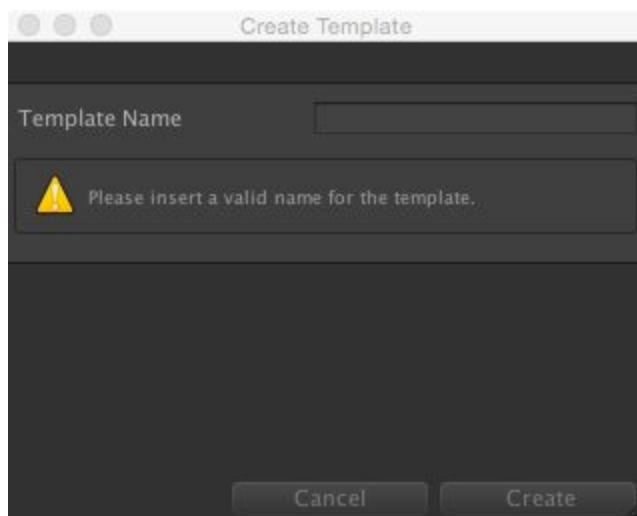 Create Template
Template Name
Please insert a valid name for the template.
Cancel Create